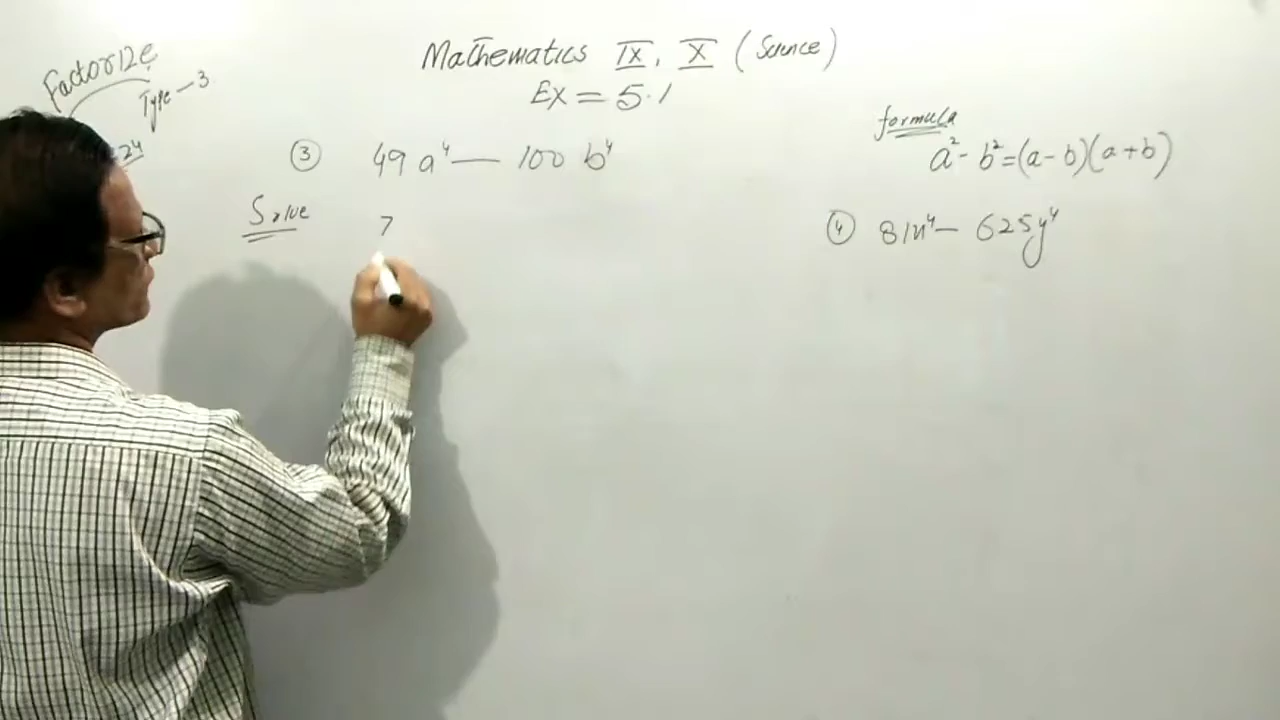 Factorize
Type - 3
24
Mathematics IX, X (Science)
Ex = 5.1
③ 49a⁴ — 100b⁴
Solve 7
formula
a² - b² = (a - b)(a + b)
④ 81x⁴ - 625y⁴